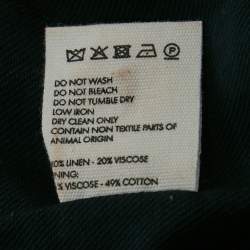 DO NOT WASH
DO NOT BLEACH
DO NOT TUMBLE DRY
LOW IRON
DRY CLEAN ONLY
CONTAIN NON TEXTILE PARTS OF
ANIMAL ORIGIN
0% LINEN - 20% VISCOSE
NING:
% VISCOSE - 49% COTTON